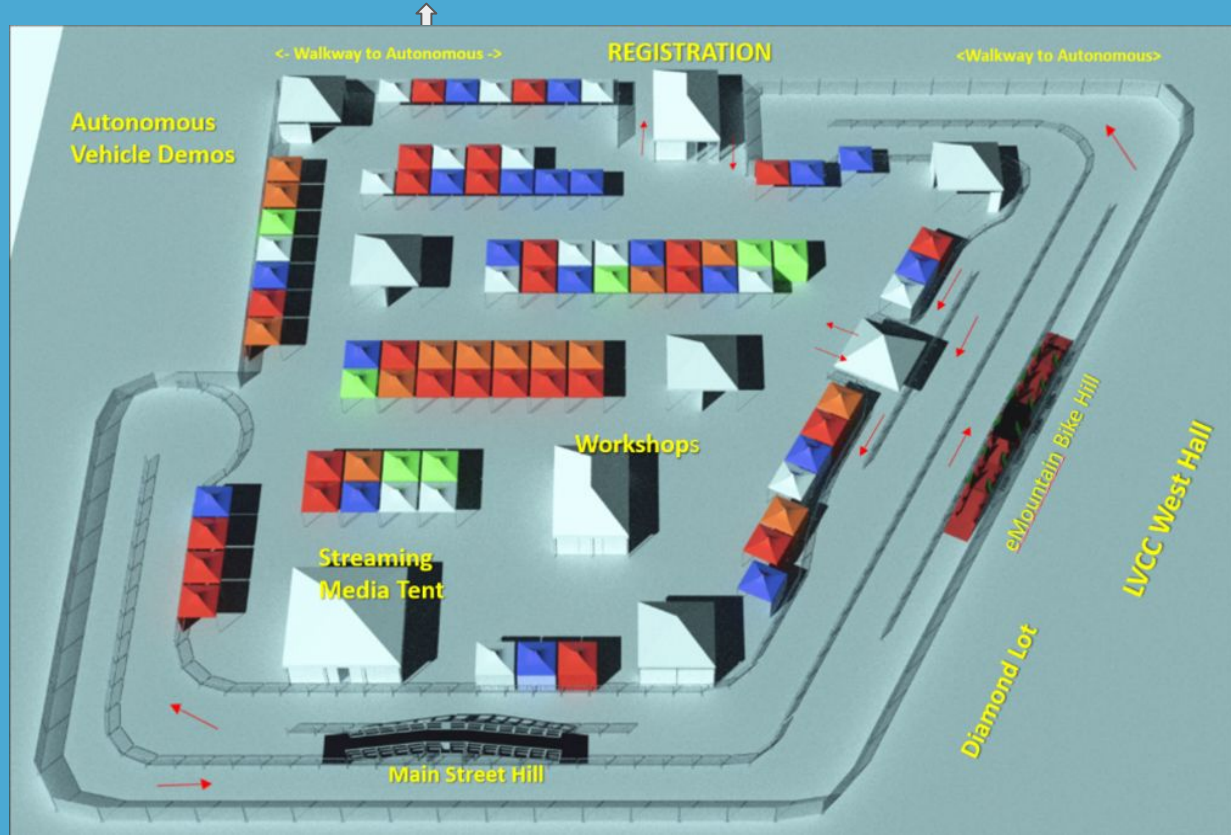 <- Walkway to Autonomous ->
REGISTRATION
<Walkway to Autonomous>
Autonomous
Vehicle Demos
Workshops
eMountain Bike Hill
LVCC West Hall
Streaming
Media Tent
Diamond Lot
Main Street Hill